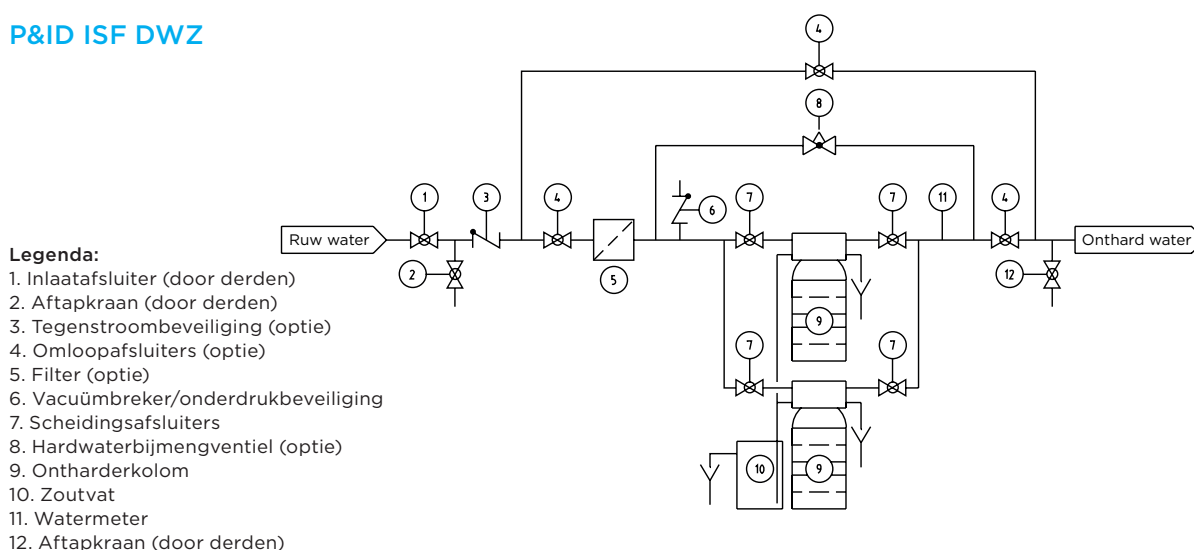 P&ID ISF DWZ
4
8
1
3
4
6
7
7
11
4
Ruw water
Onthard water
2
5
12
9
7
7
10
9
Legenda:
1. Inlaatafsluiter (door derden)
2. Aftapkraan (door derden)
3. Tegenstroombeveiliging (optie)
4. Omloopafsluiters (optie)
5. Filter (optie)
6. Vacuümbreker/onderdrukbeveiliging
7. Scheidingsafsluiters
8. Hardwaterbijmengventiel (optie)
9. Ontharderkolom
10. Zoutvat
11. Watermeter
12. Aftapkraan (door derden)